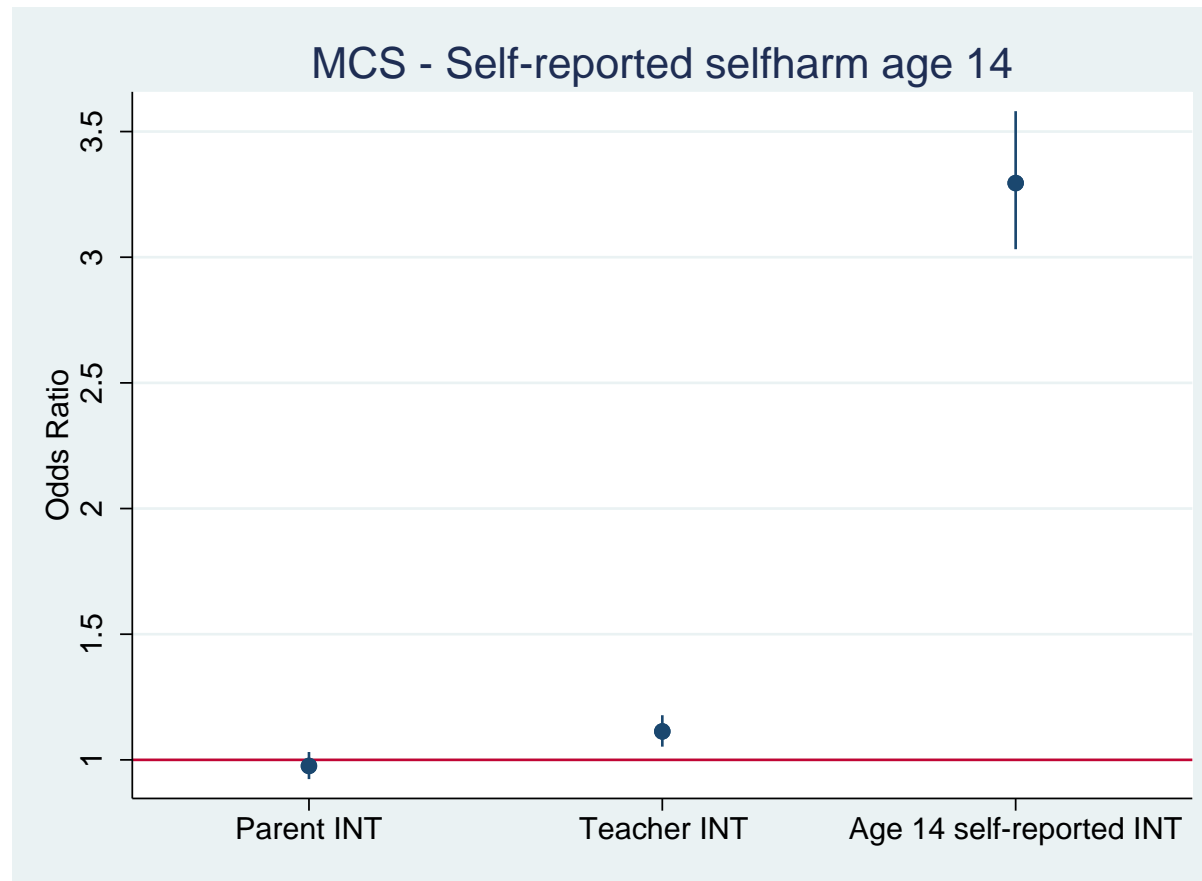 MCS - Self-reported selfharm age 14
Odds Ratio
3.5
3
2.5
2
1.5
1
Parent INT
Teacher INT
Age 14 self-reported INT